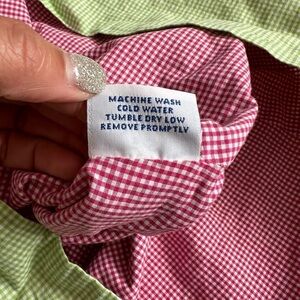 MACHINE WASH
COLD WATER
TUMBLE DRY LOW
REMOVE PROMPTLY